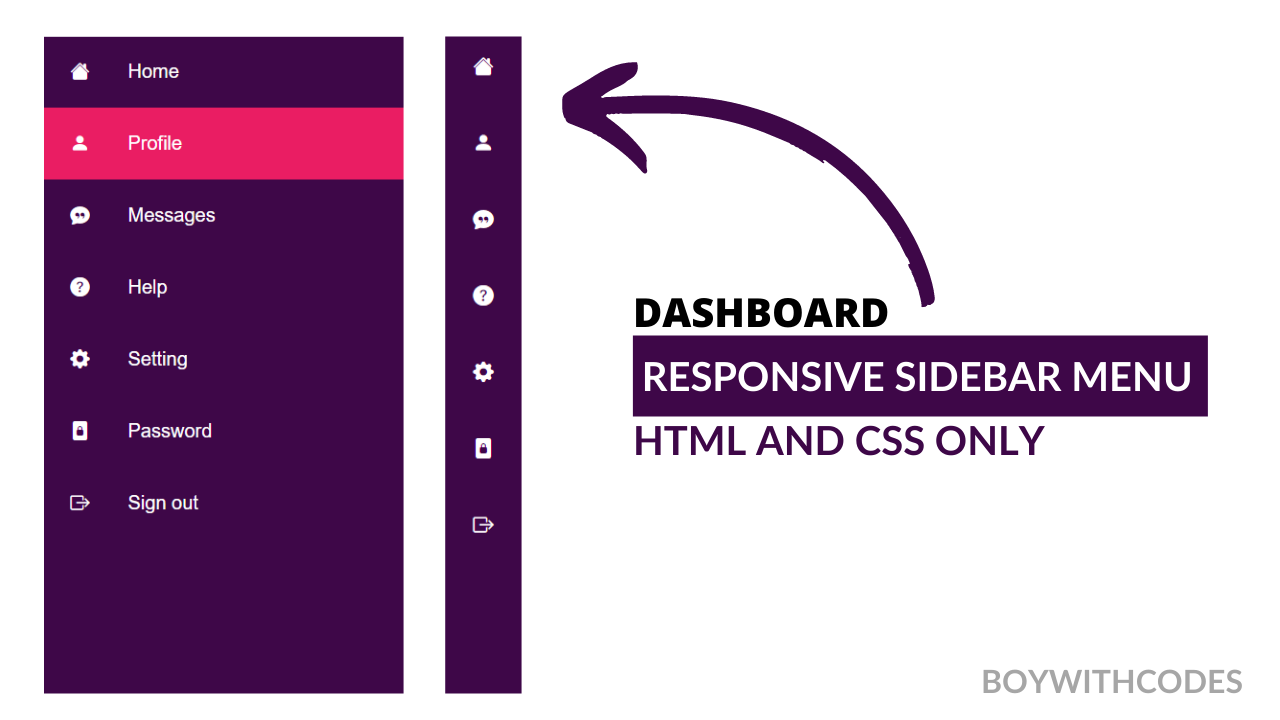 Home
Profile
Messages
Help
Setting
Password
Sign out
DASHBOARD
RESPONSIVE SIDEBAR MENU
HTML AND CSS ONLY
BOYWITHCODES